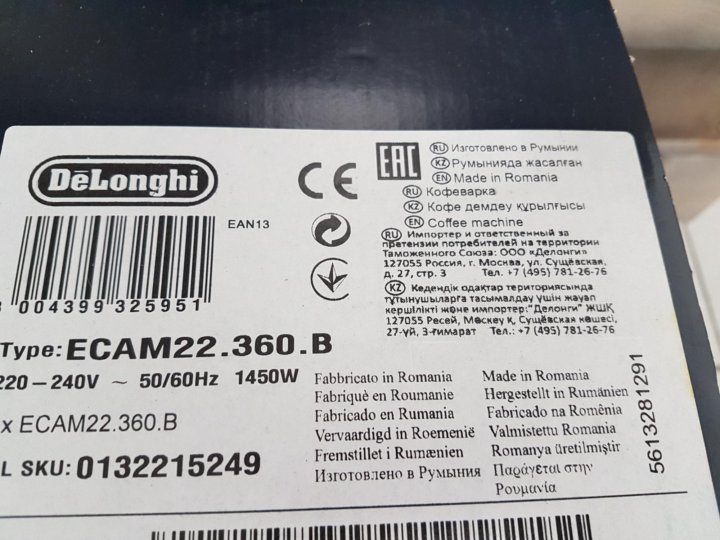 DeLonghi
EAN13
004399 325951
Type: ECAM22.360.B
220-240V ~ 50/60Hz 1450W
x ECAM22.360.B
SKU: 0132215249
CE
EAC
RU Изготовлено в Румынии
KZ Румынияда жасалған
EN Made in Romania
RU Кофеварка
KZ Кофе демдеу құрылғысы
EN Coffee machine
RU Импортер и ответственный за
претензии потребителей на территории
Таможенного Союза: ООО «Делонги»
127055 Россия, г. Москва, ул. Сущёвская,
д. 27, стр. 3 Тел. +7 (495) 781-26-76
KZ Кедендік одақтар териториясында
тұтынушыларға тасымалдау үшін жауап
кершілікті және импортер: "Делонги" ЖШҚ
127055 Ресей, Мәскеу қ, Сущёвская көшесі,
27-үй, 3-ғимарат Тел.: +7 (495) 781-26-76
Fabbricato in Romania
Fabriqué en Roumanie
Fabricado en Rumania
Vervaardigd in Roemenië
Fremstillet i Rumænien
Изготовлено в Румыния
Made in Romania
Hergestellt in Rumänien
Fabricado na Romênia
Valmistettu Romania
Romanya üretilmiştir
Παράγεται στην
Ρουμανία
5613281291